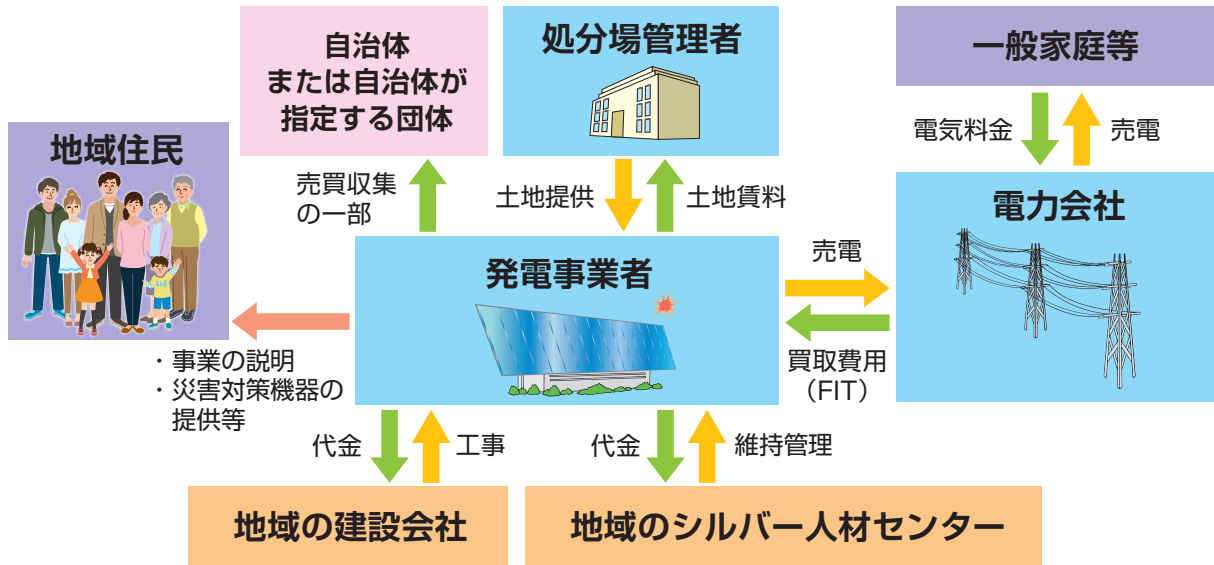 自治体
または自治体が
指定する団体
処分場管理者
一般家庭等
地域住民
売買収集
の一部
土地提供
土地賃料
電気料金
売電
電力会社
発電事業者
売電
買取費用
（FIT）
・事業の説明
・災害対策機器の
提供等
代金
工事
代金
維持管理
地域の建設会社
地域のシルバー人材センター